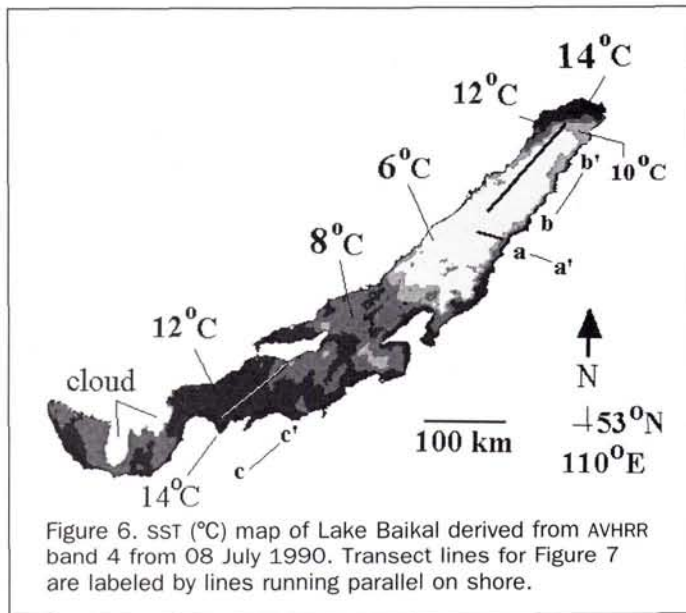 14°C
12°C
10°C
b'
b
6°C
a
a'
8°C
12°C
cloud
N
53°N
110°E
100 km
c'
c
14°C
Figure 6. SST (°C) map of Lake Baikal derived from AVHRR
band 4 from 08 July 1990. Transect lines for Figure 7
are labeled by lines running parallel on shore.